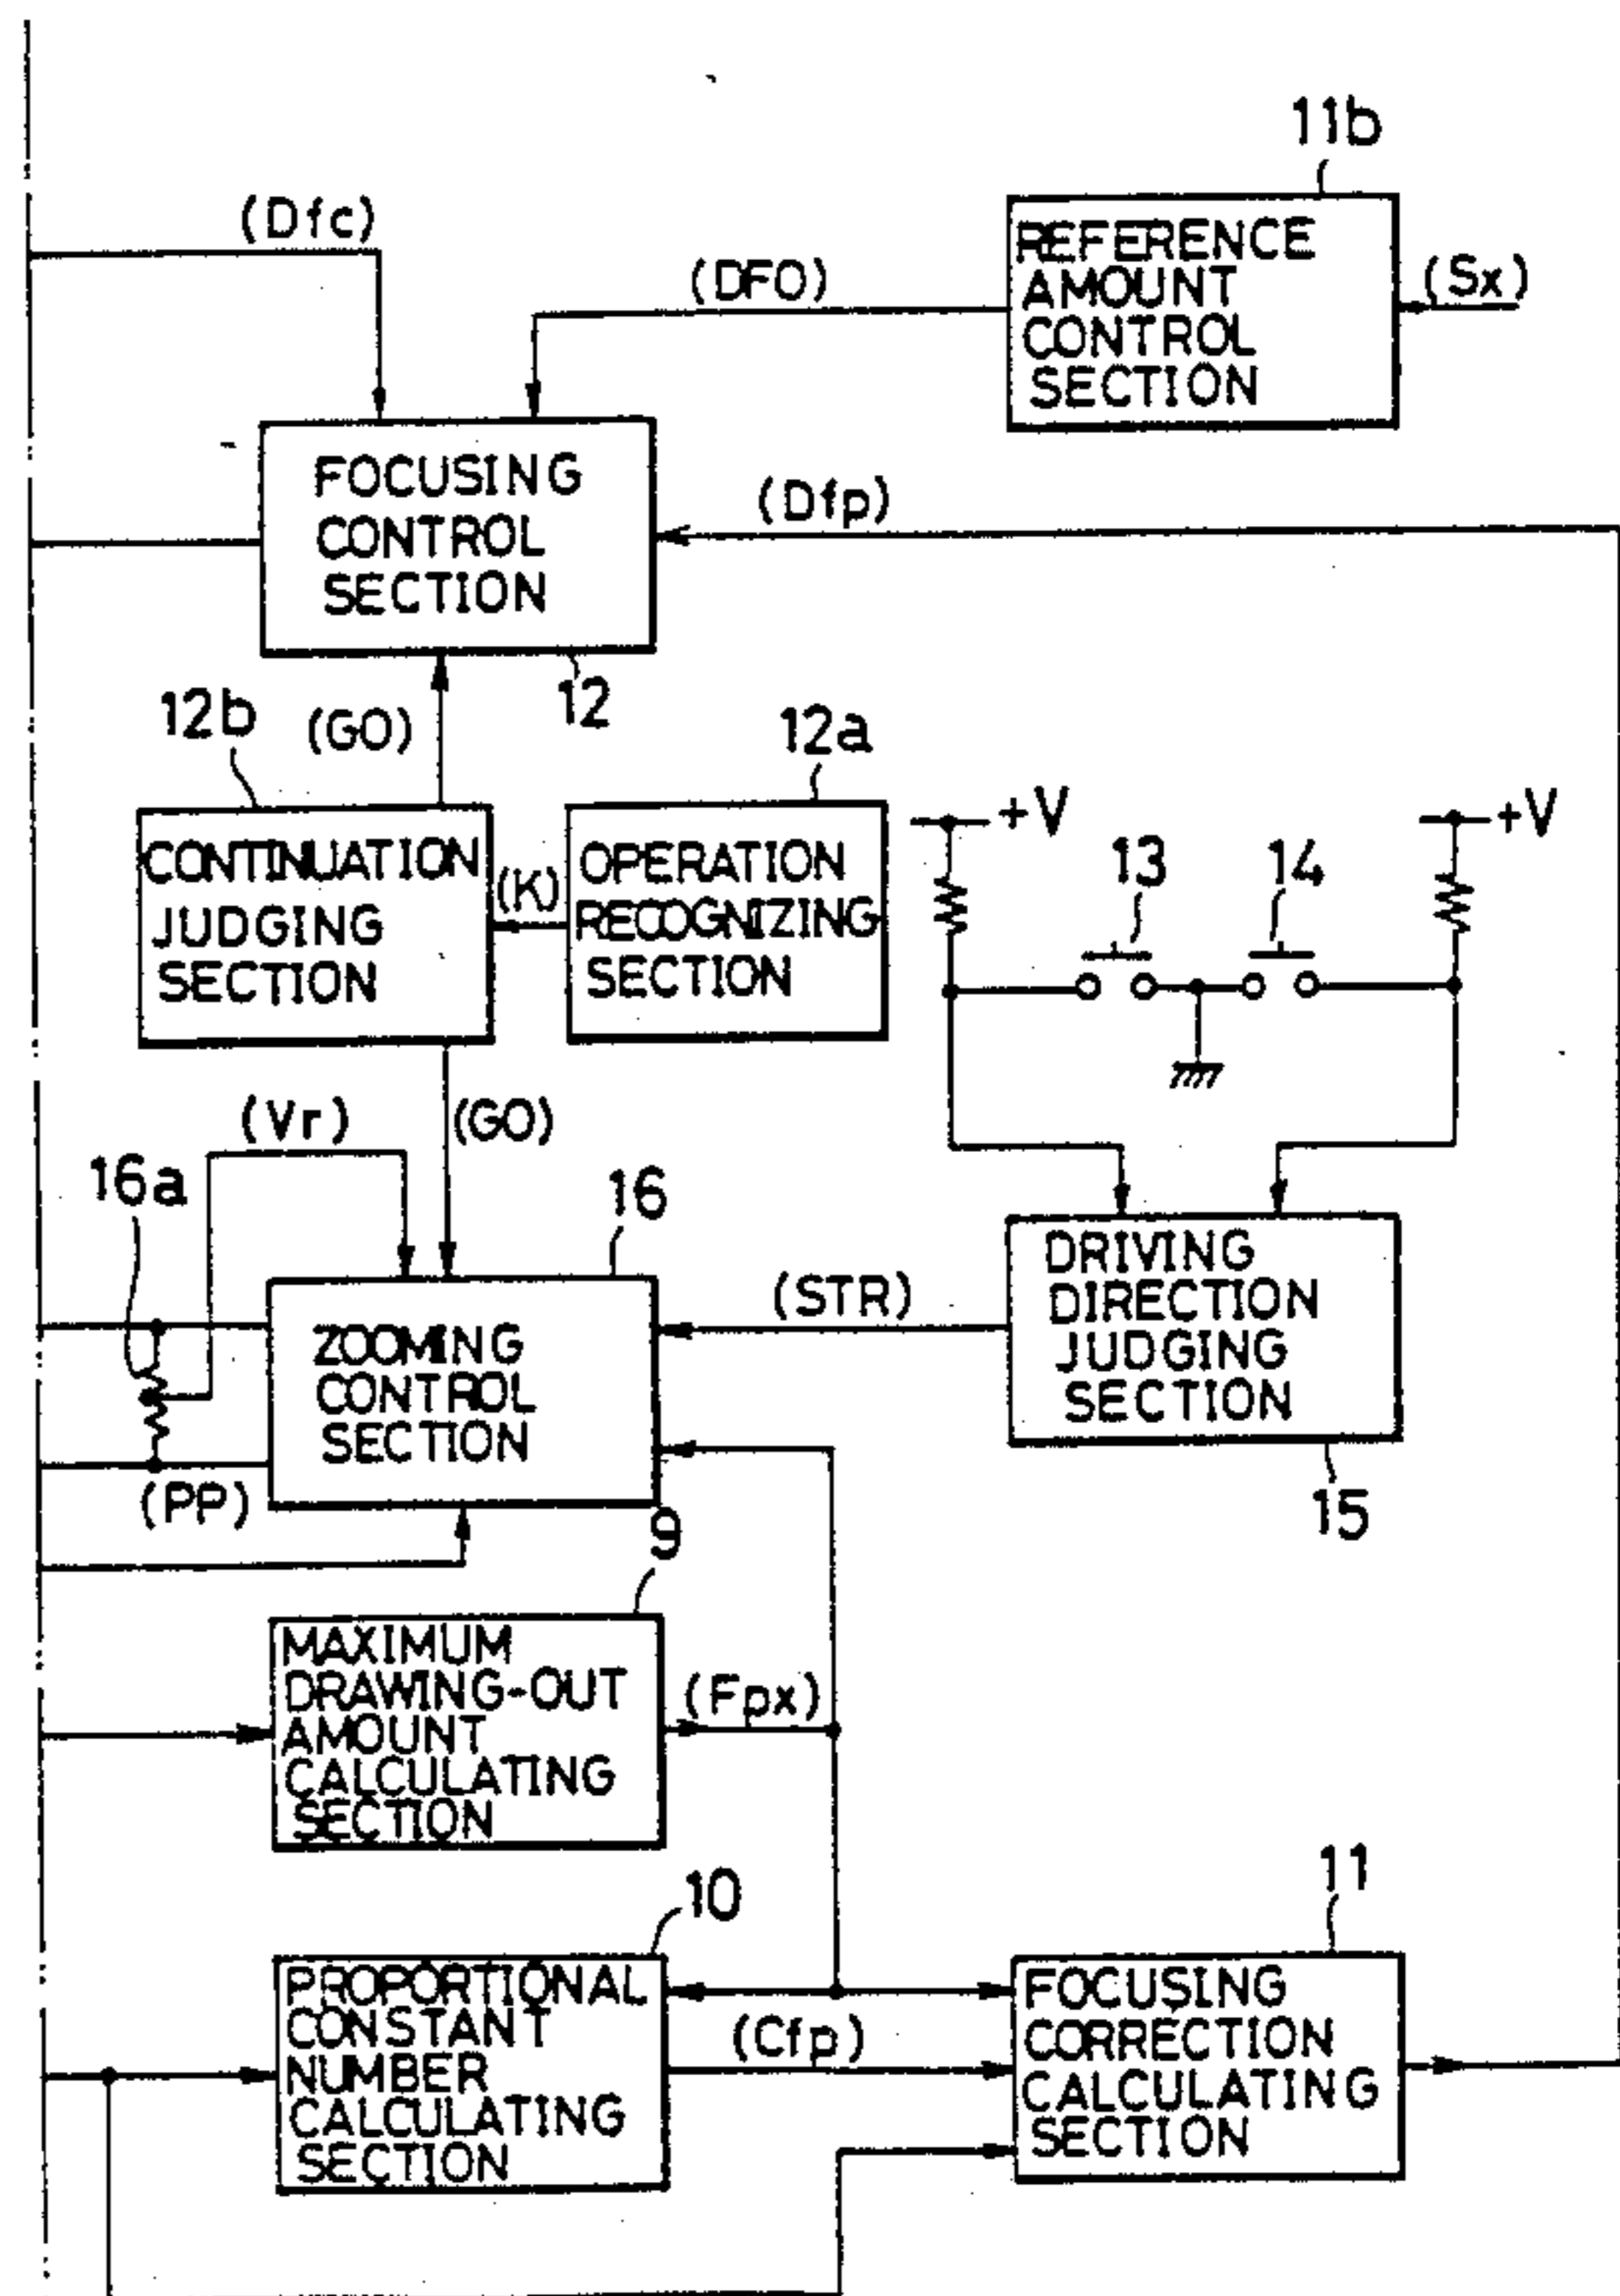 11b
(Dfc)
REFERENCE
AMOUNT
CONTROL
SECTION
(DFO)
(Sx)
FOCUSING
CONTROL
SECTION
(Dfp)
12
12b
(GO)
12a
CONTINUATION
JUDGING
SECTION
(K)
OPERATION
RECOGNIZING
SECTION
+V
+V
13
14
(Vr)
(GO)
16a
16
ZOOMING
CONTROL
SECTION
(STR)
DRIVING
DIRECTION
JUDGING
SECTION
(PP)
15
9
MAXIMUM
DRAWING-OUT
AMOUNT
CALCULATING
SECTION
(Fpx)
10
11
PROPORTIONAL
CONSTANT
NUMBER
CALCULATING
SECTION
(Cfp)
FOCUSING
CORRECTION
CALCULATING
SECTION